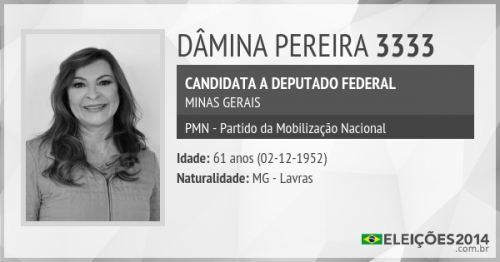 DÂMINA PEREIRA 3333
CANDIDATA A DEPUTADO FEDERAL
MINAS GERAIS
PMN - Partido da Mobilização Nacional
Idade: 61 anos (02-12-1952)
Naturalidade: MG - Lavras
ELEIÇÕES2014
.com.br